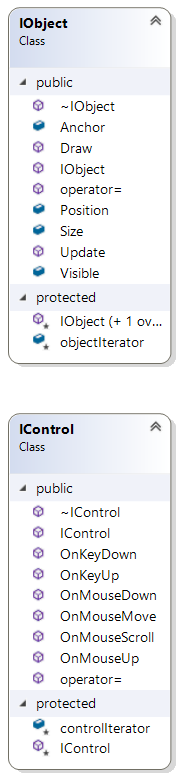 IObject
Class
public
~IObject
Anchor
Draw
IObject
operator=
Position
Size
Update
Visible
protected
IObject (+ 1 ov...
objectIterator
IControl
Class
public
~IControl
IControl
OnKeyDown
OnKeyUp
OnMouseDown
OnMouseMove
OnMouseScroll
OnMouseUp
operator=
protected
controlIterator
IControl